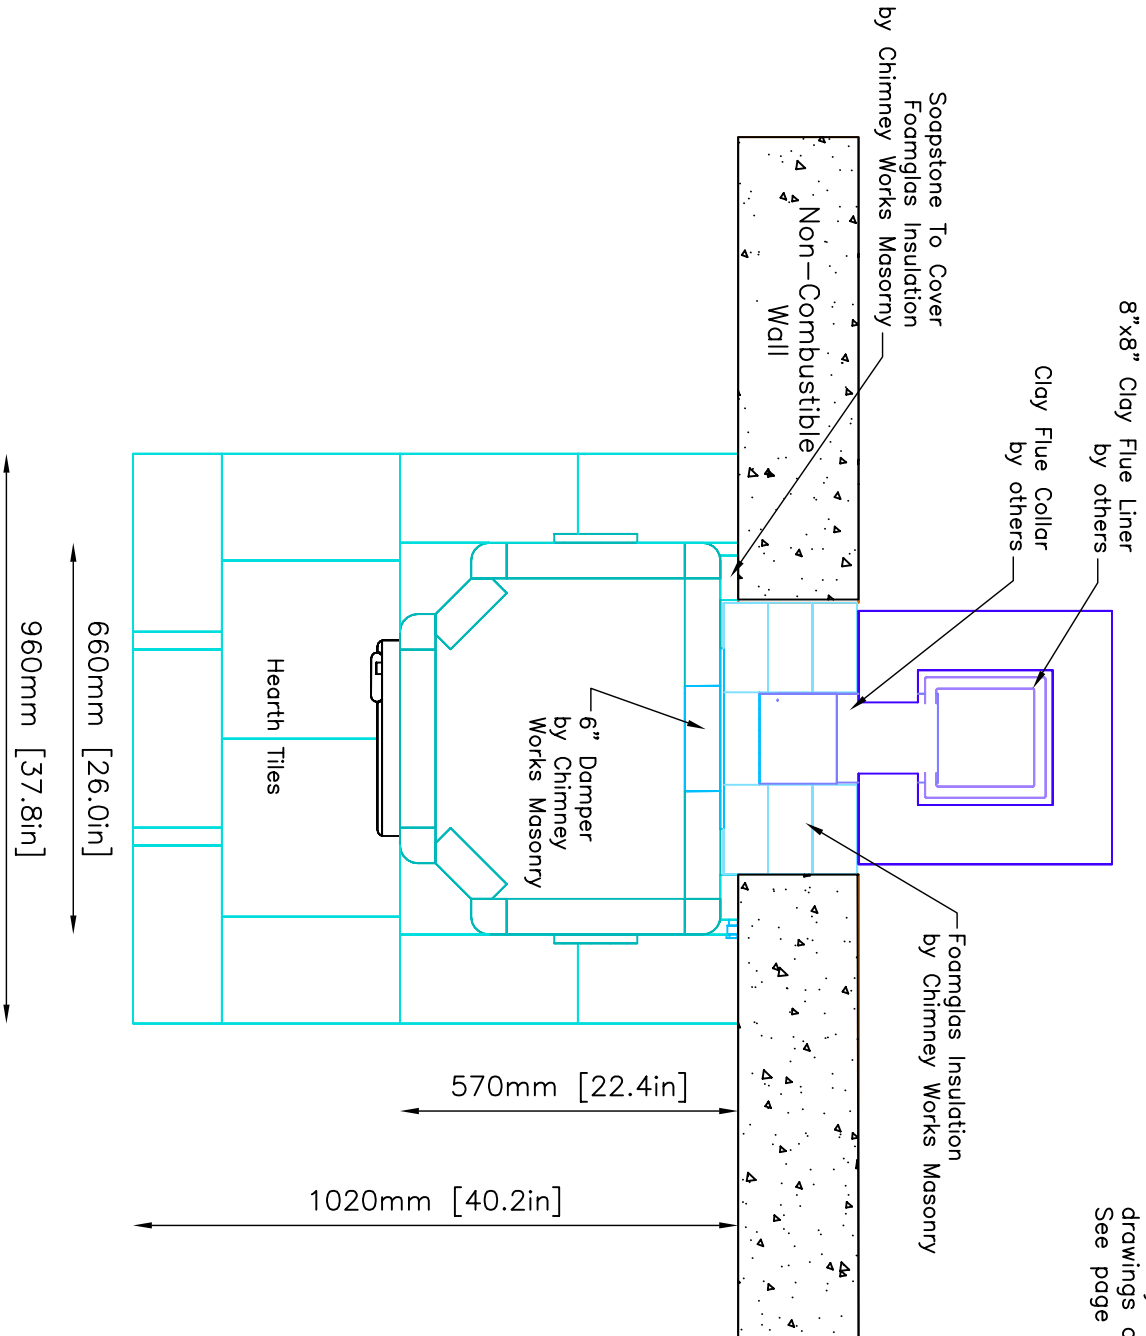 8"x8" Clay Flue Liner
by others
Clay Flue Collar
by others
Soapstone To Cover
Foamglas Insulation
by Chimney Works Masorny
Non-Combustible
Wall
Foamglas Insulation
by Chimney Works Masonry
6" Damper
by Chimney
Works Masonry
Hearth Tiles
660mm [26.0in]
960mm [37.8in]
570mm [22.4in]
1020mm [40.2in]
drawings
See page